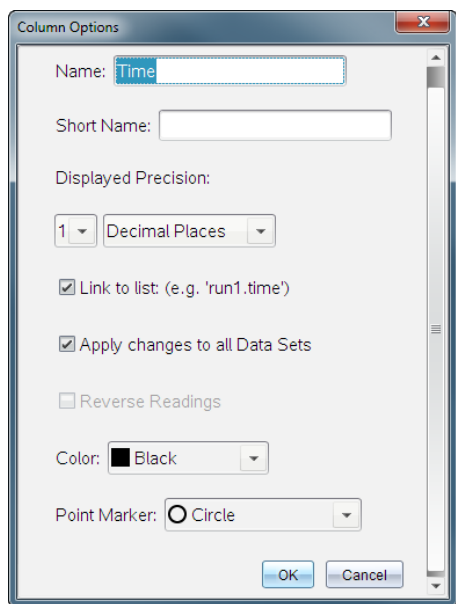 Column Options
Name: Time
Short Name:
Displayed Precision:
1 Decimal Places
Link to list: (e.g. 'run1.time')
Apply changes to all Data Sets
Reverse Readings
Color: Black
Point Marker: Circle
OK Cancel